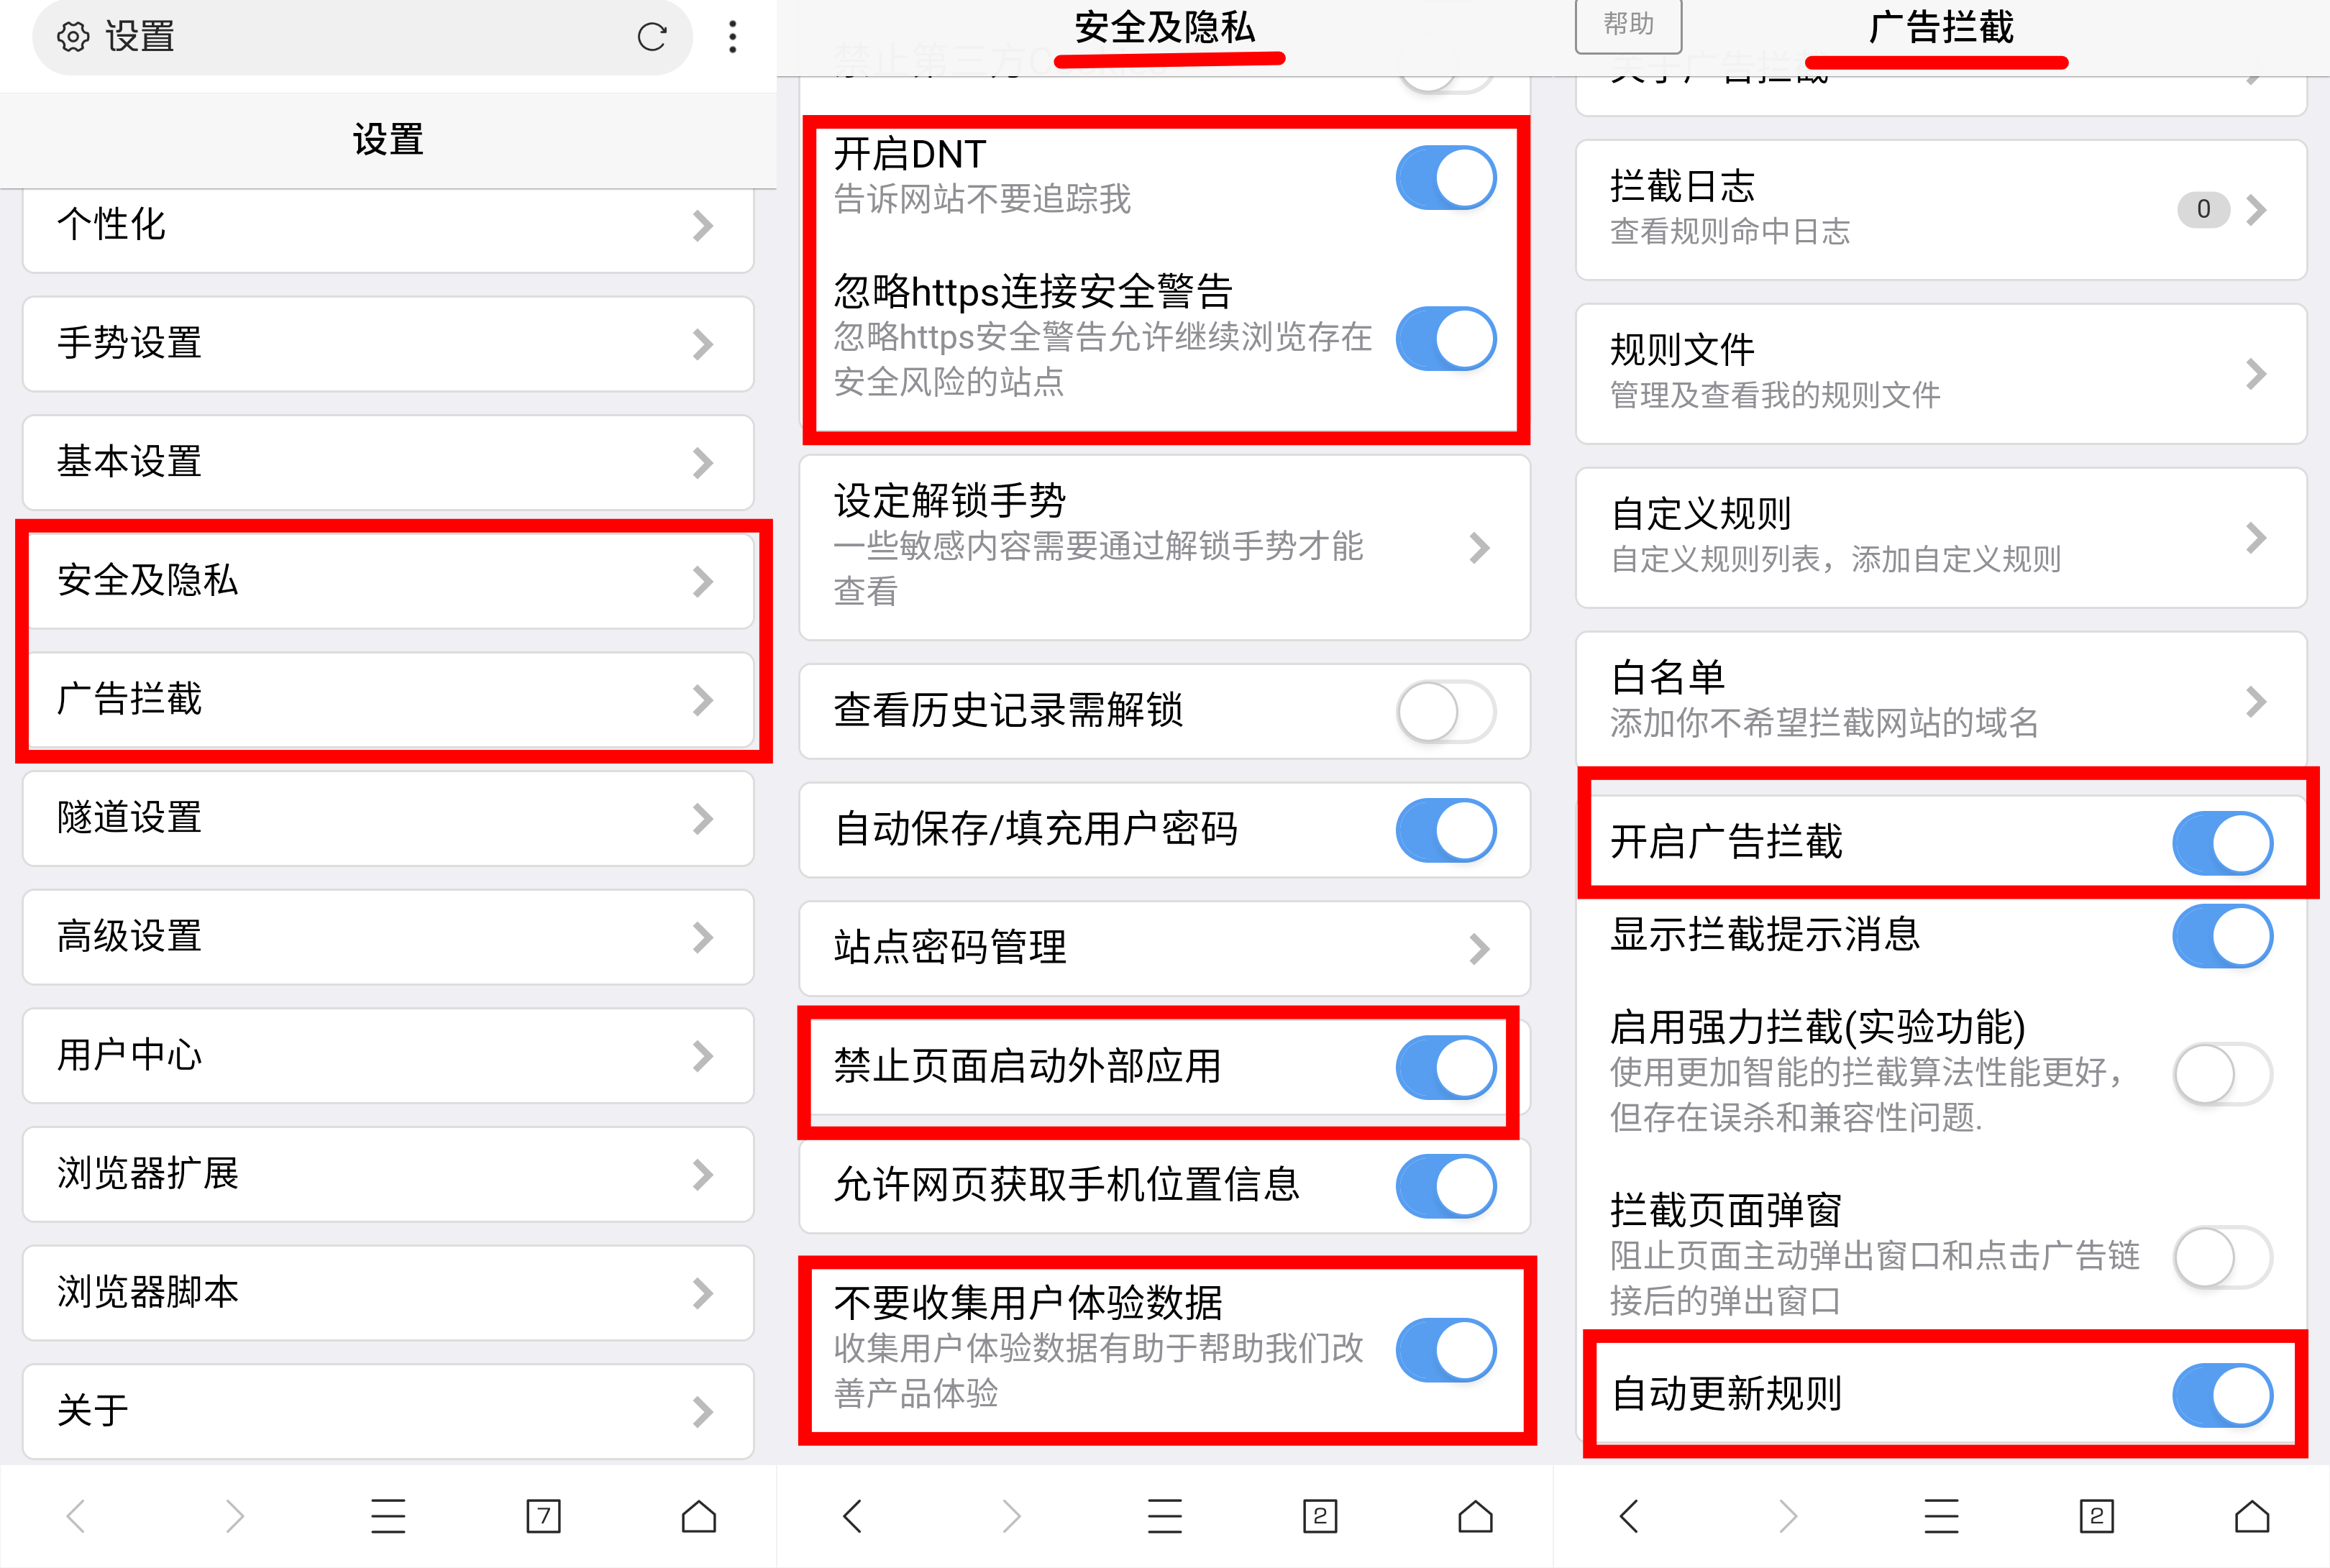 设置
设置
个性化
手势设置
基本设置
安全及隐私
广告拦截
隧道设置
高级设置
用户中心
浏览器扩展
浏览器脚本
关于
7
安全及隐私
禁止第三方Cookies
开启DNT
告诉网站不要追踪我
忽略https连接安全警告
忽略https安全警告允许继续浏览存在
安全风险的站点
设定解锁手势
一些敏感内容需要通过解锁手势才能
查看
查看历史记录需解锁
自动保存/填充用户密码
站点密码管理
禁止页面启动外部应用
允许网页获取手机位置信息
不要收集用户体验数据
收集用户体验数据有助于帮助我们改
善产品体验
2
帮助
广告拦截
关于广告拦截
拦截日志
查看规则命中日志
0
规则文件
管理及查看我的规则文件
自定义规则
自定义规则列表，添加自定义规则
白名单
添加你不希望拦截网站的域名
开启广告拦截
显示拦截提示消息
启用强力拦截(实验功能)
使用更加智能的拦截算法性能更好，
但存在误杀和兼容性问题.
拦截页面弹窗
阻止页面主动弹出窗口和点击广告链
接后的弹出窗口
自动更新规则
2